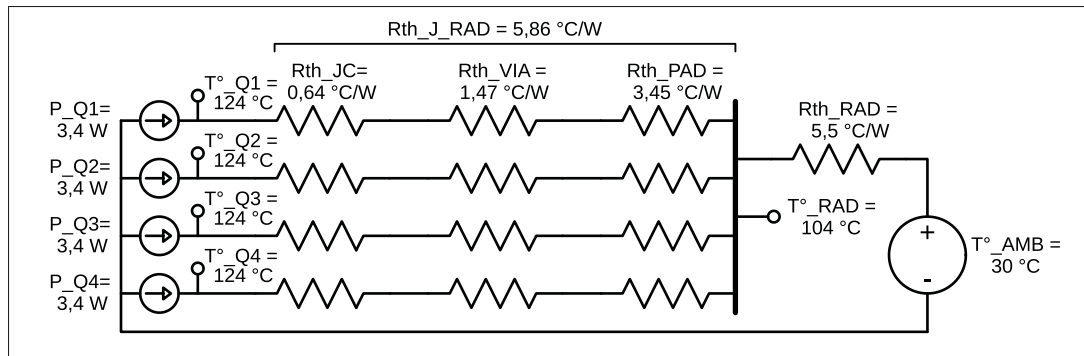 Rth_J_RAD = 5,86 °C/W
Rth_JC=
0,64 °C/W
Rth_VIA =
1,47 °C/W
Rth_PAD =
3,45 °C/W
Rth_RAD =
5,5 °C/W
P_Q1=
3,4 W
T°_Q1 =
124 °C
P_Q2=
3,4 W
T°_Q2 =
124 °C
P_Q3=
3,4 W
T°_Q3 =
124 °C
P_Q4=
3,4 W
T°_Q4 =
124 °C
T°_RAD =
104 °C
+
-
T°_AMB =
30 °C